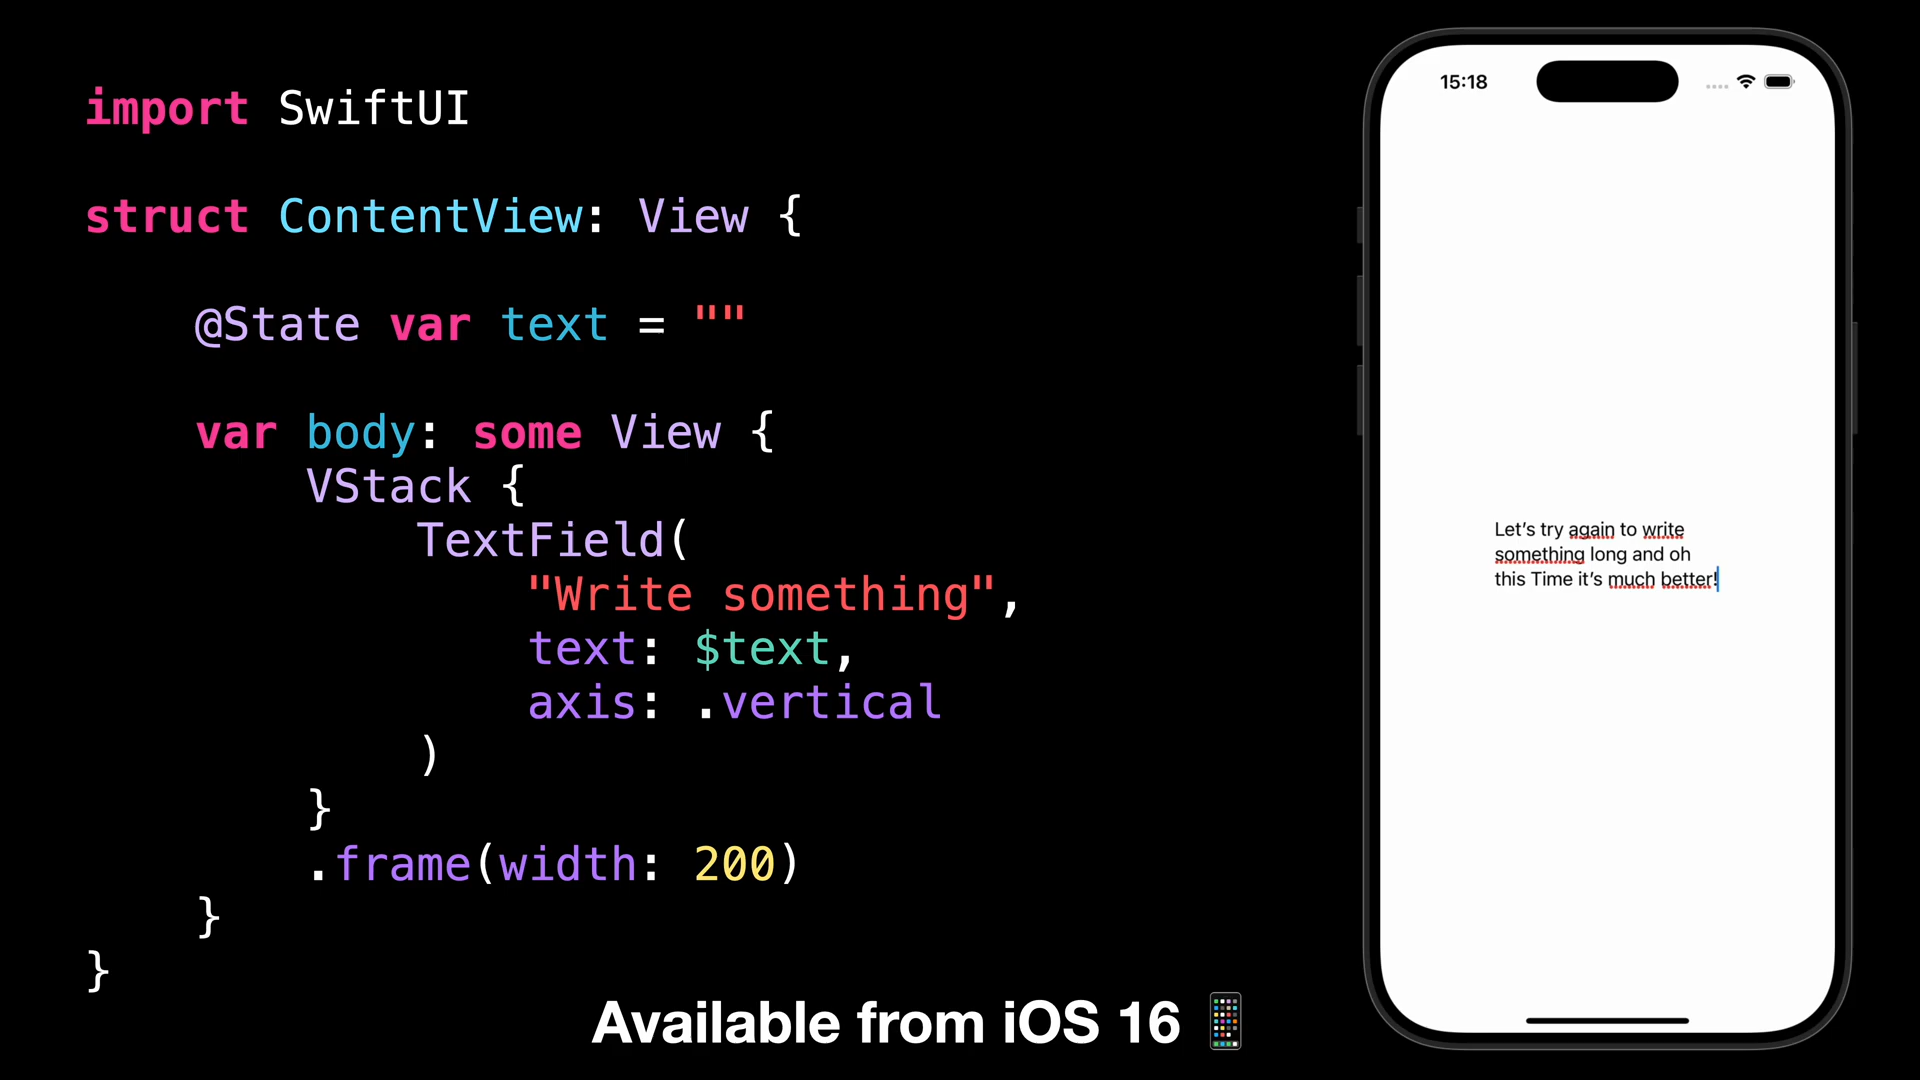 import SwiftUI
struct ContentView: View {
@State var text = ""
var body: some View {
VStack {
TextField(
"Write something",
text: $text,
axis: .vertical
)
}
.frame(width: 200)
}
}
Available from iOS 16
15:18
Let’s try again to write
something long and oh
this Time it’s much better!